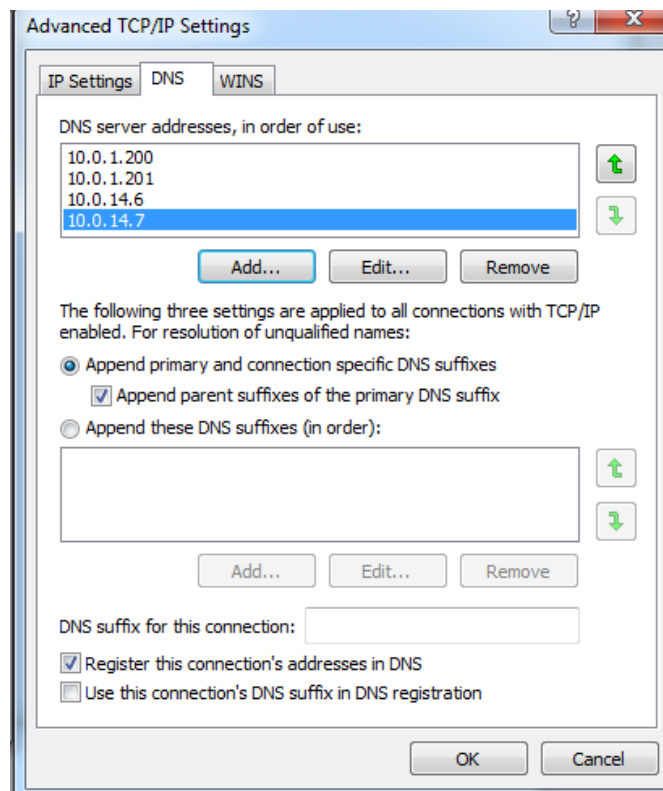 Advanced TCP/IP Settings
? X
IP Settings DNS WINS
DNS server addresses, in order of use:
10.0.1.200
10.0.1.201
10.0.14.6
10.0.14.7
Add... Edit... Remove
The following three settings are applied to all connections with TCP/IP
enabled. For resolution of unqualified names:
Append primary and connection specific DNS suffixes
Append parent suffixes of the primary DNS suffix
Append these DNS suffixes (in order):
Add... Edit... Remove
DNS suffix for this connection:
Register this connection's addresses in DNS
Use this connection's DNS suffix in DNS registration
OK Cancel